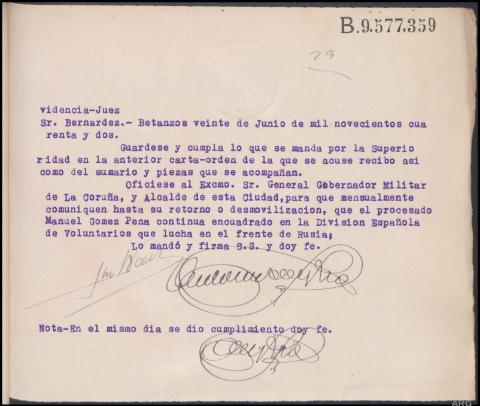 B.9.577.359
29
videncia-Juez
Sr. Bernardez.- Betanzos veinte de Junio de mil novecientos cua
renta y dos.
Guardese y cumpla lo que se manda por la Superio
ridad en la anterior carta-orden de la que se acuse recibo asi
como del sumario y piezas que se acompañan.
Oficiese al Excmo. Sr. General Gobernador Militar
de La Coruña, y Alcalde de esta Ciudad, para que mensualmente
comuniquen hasta su retorno o desmovilizacion, que el procesado
Manuel Gomez Pena continua encuadrado en la Division Española
de Voluntarios que lucha en el frente de Rusia;
Lo mandó y firma S.S. y doy fe.
Nota-En el mismo dia se dio cumplimiento doy fe.
ARG